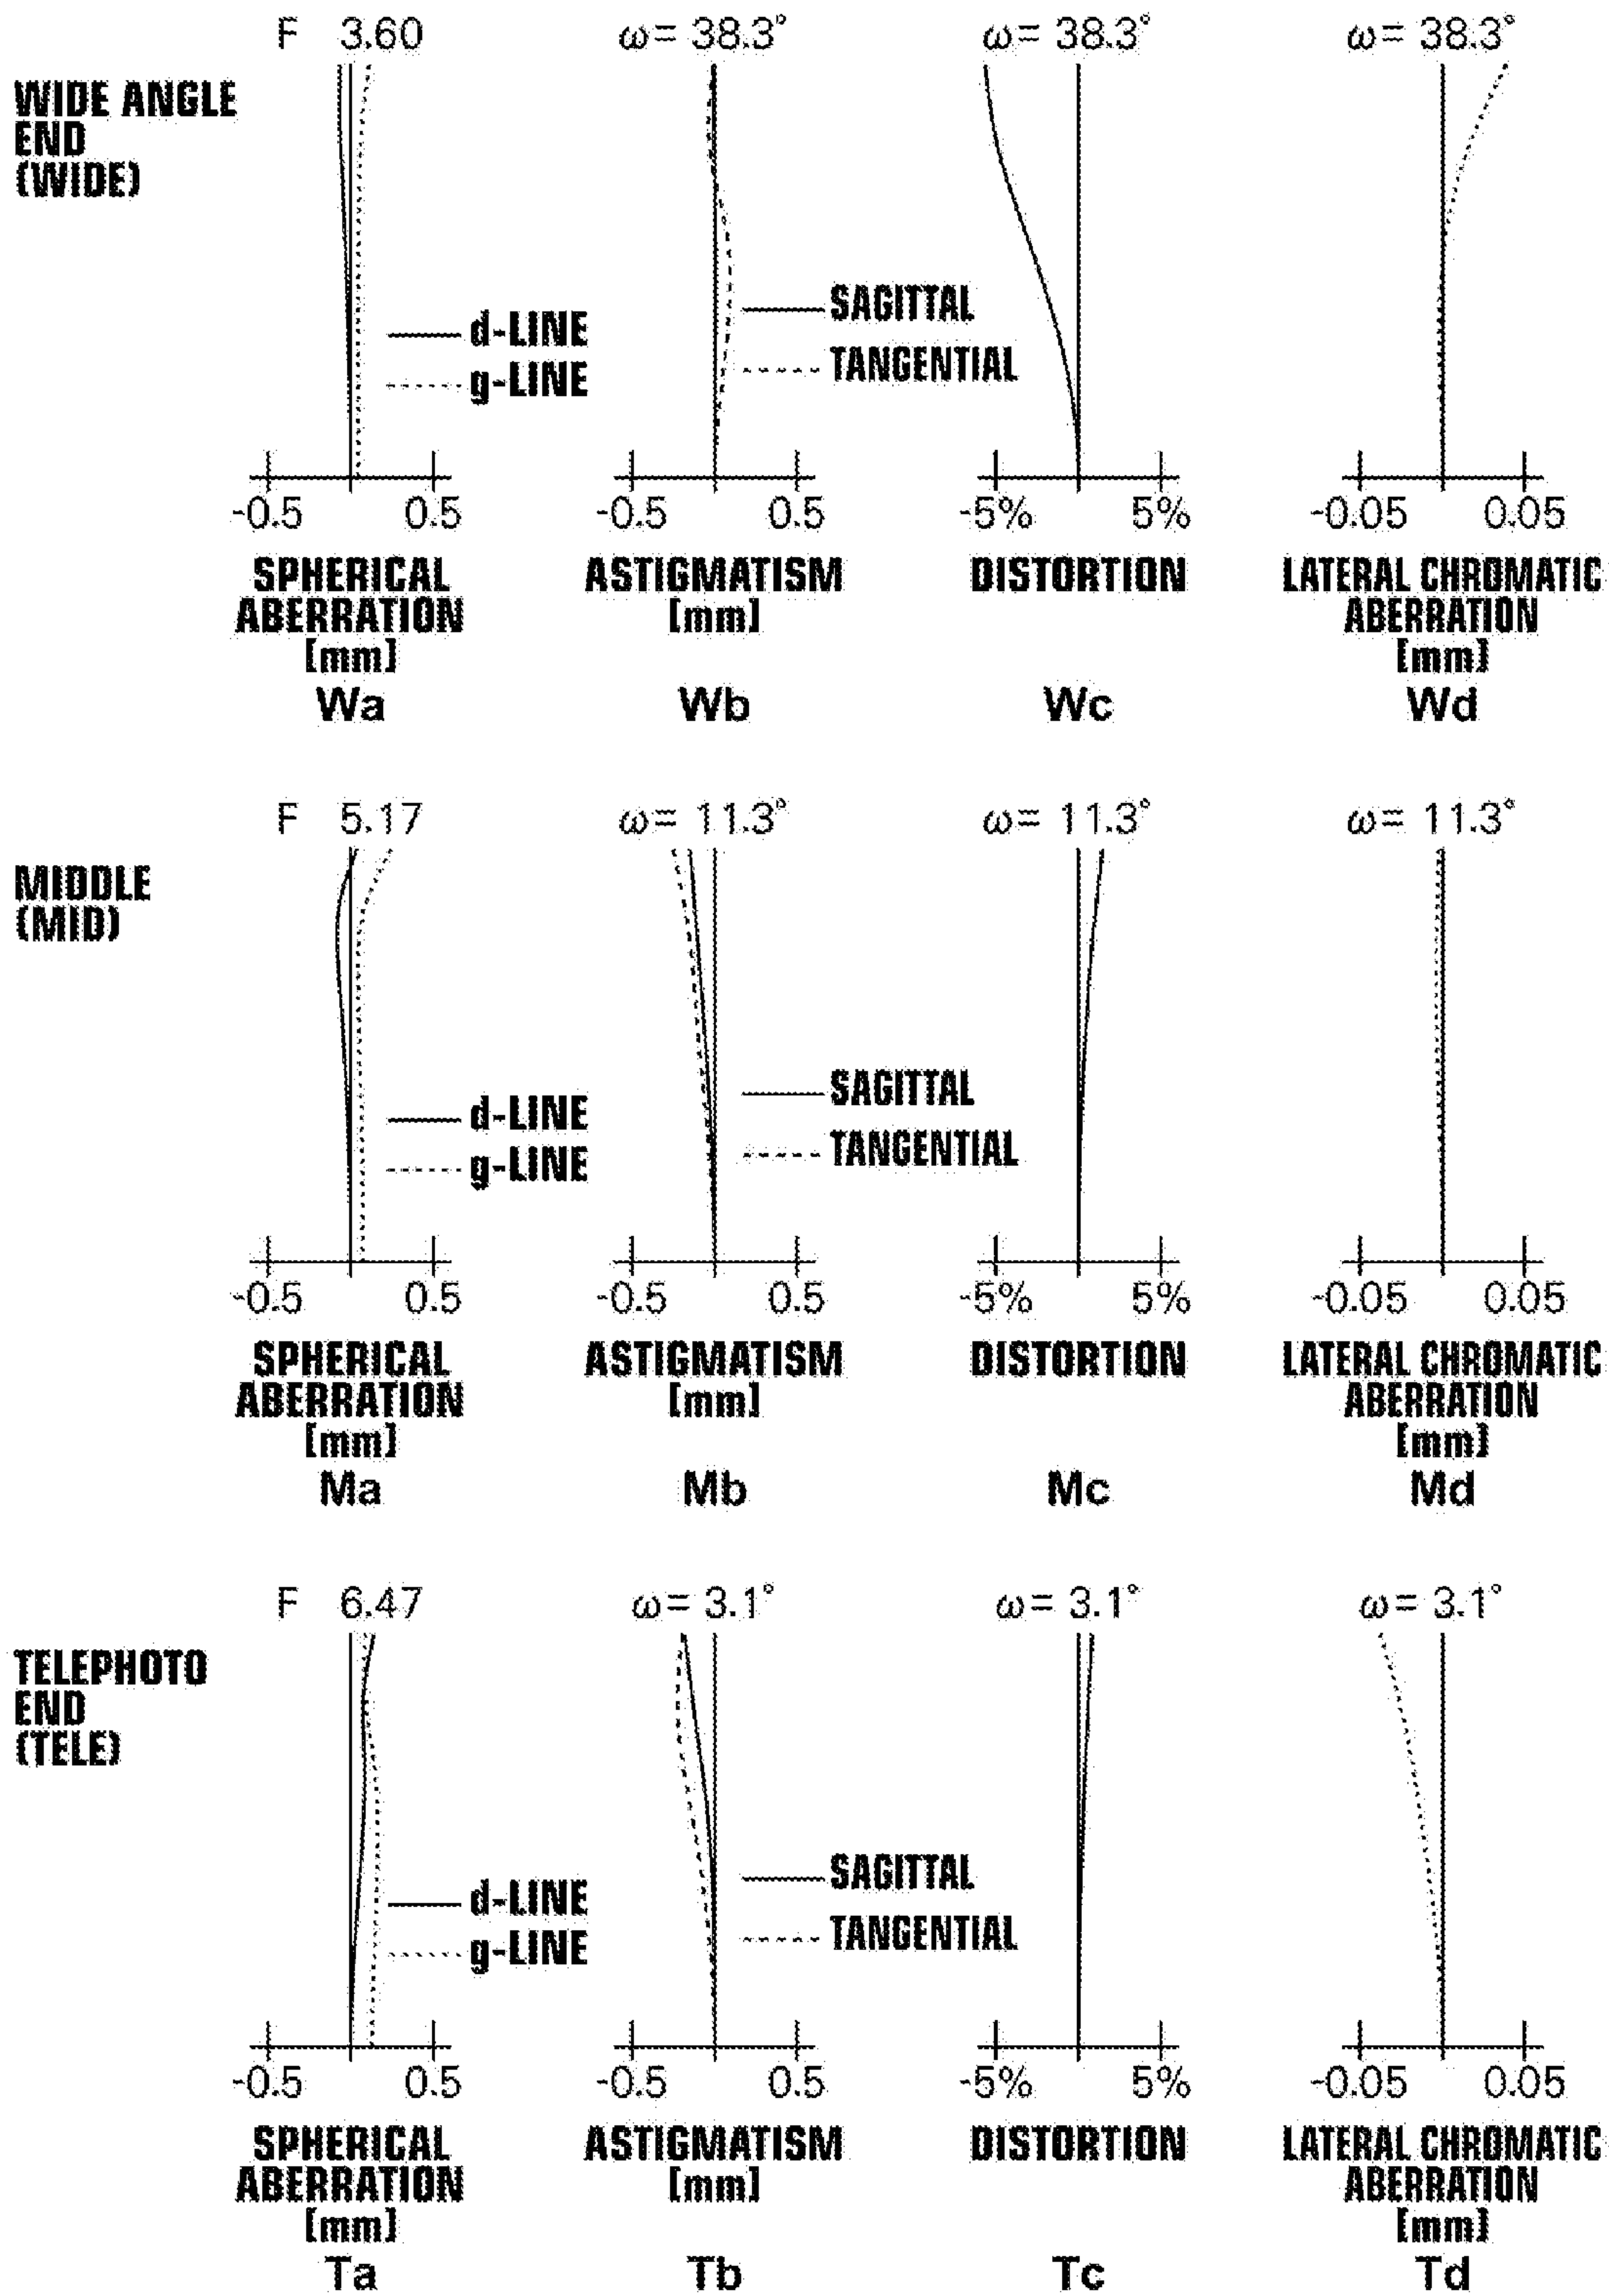 F 3.60
ω= 38.3°
ω= 38.3°
ω= 38.3°
WIDE ANGLE
END
(WIDE)
d-LINE
g-LINE
SAGITTAL
TANGENTIAL
-0.5 0.5
-0.5 0.5
-5% 5%
-0.05 0.05
SPHERICAL
ABERRATION
[mm]
Wa
ASTIGMATISM
[mm]
Wb
DISTORTION
Wc
LATERAL CHROMATIC
ABERRATION
[mm]
Wd
F 5.17
ω= 11.3°
ω= 11.3°
ω= 11.3°
MIDDLE
(MID)
d-LINE
g-LINE
SAGITTAL
TANGENTIAL
-0.5 0.5
-0.5 0.5
-5% 5%
-0.05 0.05
SPHERICAL
ABERRATION
[mm]
Ma
ASTIGMATISM
[mm]
Mb
DISTORTION
Mc
LATERAL CHROMATIC
ABERRATION
[mm]
Md
F 6.47
ω= 3.1°
ω= 3.1°
ω= 3.1°
TELEPHOTO
END
(TELE)
d-LINE
g-LINE
SAGITTAL
TANGENTIAL
-0.5 0.5
-0.5 0.5
-5% 5%
-0.05 0.05
SPHERICAL
ABERRATION
[mm]
Ta
ASTIGMATISM
[mm]
Tb
DISTORTION
Tc
LATERAL CHROMATIC
ABERRATION
[mm]
Td